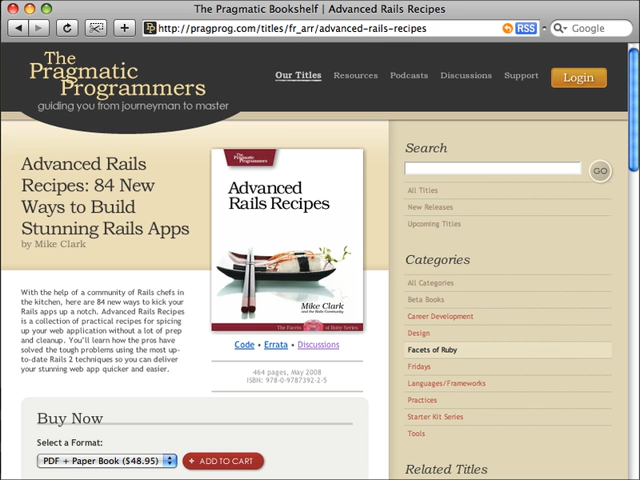 The Pragmatic Bookshelf | Advanced Rails Recipes
http://pragprog.com/titles/fr_arr/advanced-rails-recipes
RSS
Google
The
Pragmatic
Programmers
guiding you from journeyman to master
Our Titles
Resources
Podcasts
Discussions
Support
Login
Advanced Rails
Recipes: 84 New
Ways to Build
Stunning Rails Apps
by Mike Clark
The
Pragmatic
Programmers
Advanced
Rails Recipes
Mike Clark
and the Rails Community
The Facets of Ruby Series
With the help of a community of Rails chefs in
the kitchen, here are 84 new ways to kick your
Rails apps up a notch. Advanced Rails Recipes
is a collection of practical recipes for spicing
up your web application without a lot of prep
and cleanup. You'll learn how the pros have
solved the tough problems using the most up-
to-date Rails 2 techniques so you can deliver
your stunning web app quicker and easier.
Code • Errata • Discussions
464 pages, May 2008
ISBN: 978-0-9787392-2-5
Buy Now
Select a Format:
PDF + Paper Book ($48.95)
+ ADD TO CART
Search
GO
All Titles
New Releases
Upcoming Titles
Categories
All Categories
Beta Books
Career Development
Design
Facets of Ruby
Fridays
Languages/Frameworks
Practices
Starter Kit Series
Tools
Related Titles